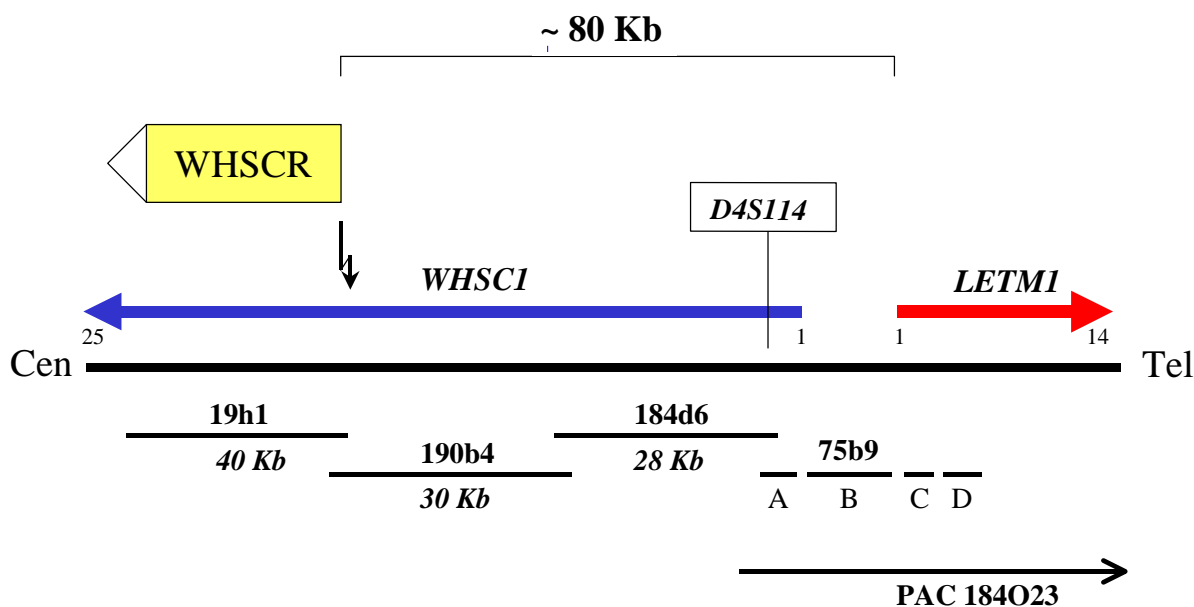 ~ 80 Kb
WHSCR
D4S114
WHSC1
LETM1
25
1
1
14
Cen
Tel
19h1
184d6
40 Kb
190b4
28 Kb
75b9
30 Kb
A
B
C
D
PAC 184O23